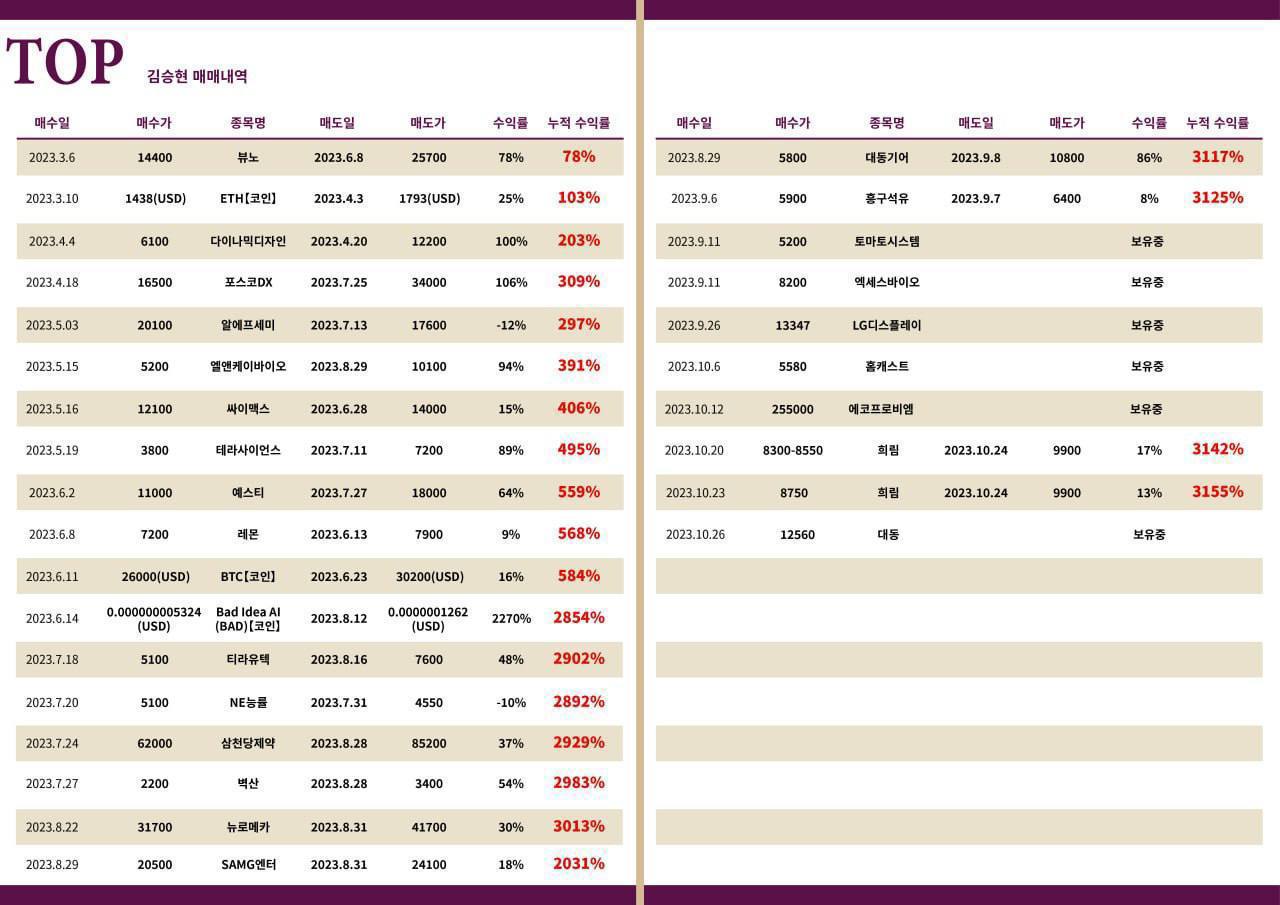 TOP 김승현 매매내역
매수일 매수가 종목명 매도일 매도가 수익률 누적 수익률
2023.3.6 14400 뷰노 2023.6.8 25700 78% 78%
2023.3.10 1438(USD) ETH【코인】 2023.4.3 1793(USD) 25% 103%
2023.4.4 6100 다이나믹디자인 2023.4.20 12200 100% 203%
2023.4.18 16500 포스코DX 2023.7.25 34000 106% 309%
2023.5.03 20100 알에프세미 2023.7.13 17600 -12% 297%
2023.5.15 5200 엘앤케이바이오 2023.8.29 10100 94% 391%
2023.5.16 12100 싸이맥스 2023.6.28 14000 15% 406%
2023.5.19 3800 테라사이언스 2023.7.11 7200 89% 495%
2023.6.2 11000 예스티 2023.7.27 18000 64% 559%
2023.6.8 7200 레몬 2023.6.13 7900 9% 568%
2023.6.11 26000(USD) BTC【코인】 2023.6.23 30200(USD) 16% 584%
2023.6.14 0.000000005324 (USD) Bad Idea AI (BAD)【코인】 2023.8.12 0.0000001262 (USD) 2270% 2854%
2023.7.18 5100 티라유텍 2023.8.16 7600 48% 2902%
2023.7.20 5100 NE능률 2023.7.31 4550 -10% 2892%
2023.7.24 62000 삼천당제약 2023.8.28 85200 37% 2929%
2023.7.27 2200 벽산 2023.8.28 3400 54% 2983%
2023.8.22 31700 뉴로메카 2023.8.31 41700 30% 3013%
2023.8.29 20500 SAMG엔터 2023.8.31 24100 18% 2031%
매수일 매수가 종목명 매도일 매도가 수익률 누적 수익률
2023.8.29 5800 대동기어 2023.9.8 10800 86% 3117%
2023.9.6 5900 흥구석유 2023.9.7 6400 8% 3125%
2023.9.11 5200 토마토시스템 보유중
2023.9.11 8200 엑세스바이오 보유중
2023.9.26 13347 LG디스플레이 보유중
2023.10.6 5580 홈캐스트 보유중
2023.10.12 255000 에코프로비엠 보유중
2023.10.20 8300-8550 희림 2023.10.24 9900 17% 3142%
2023.10.23 8750 희림 2023.10.24 9900 13% 3155%
2023.10.26 12560 대동 보유중